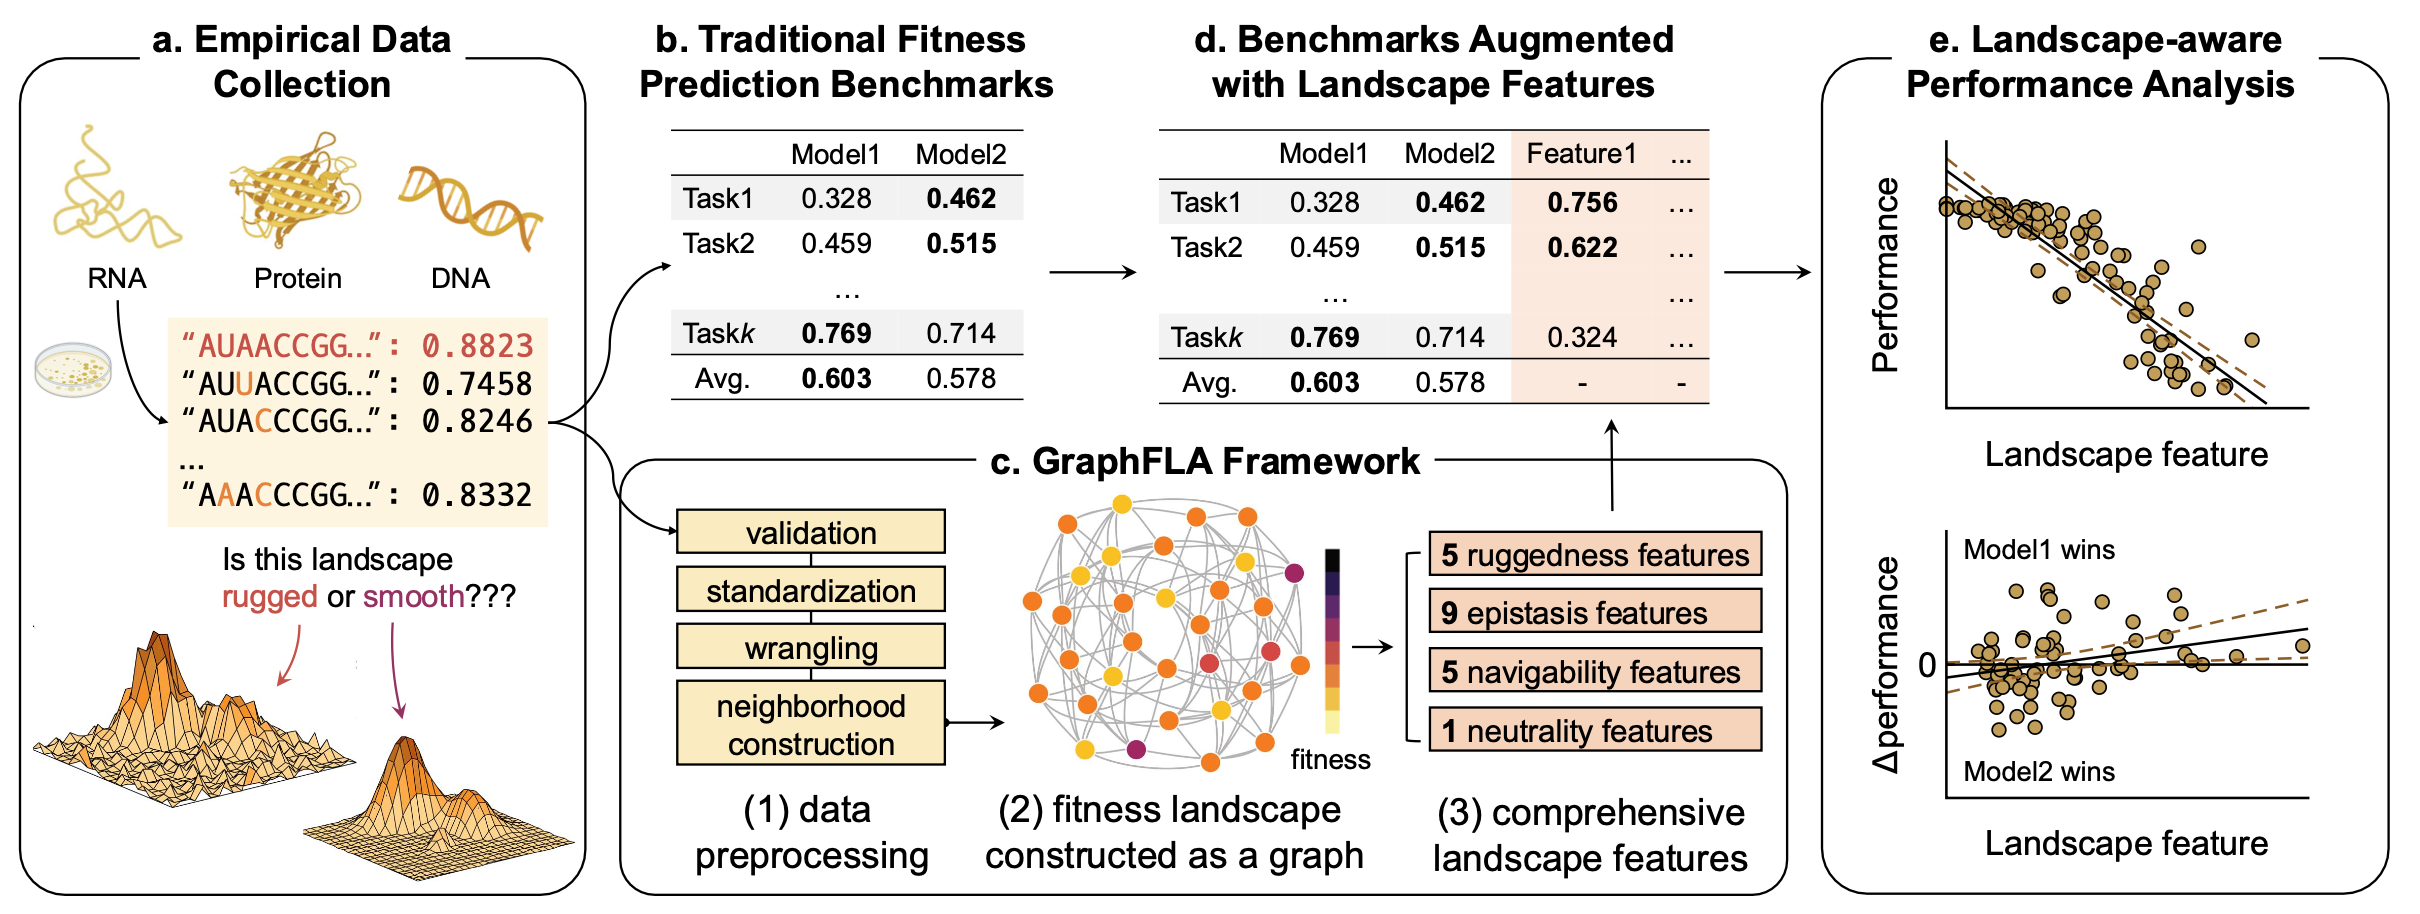 a. Empirical Data
Collection
RNA
Protein
DNA
“AUAACCGG…”: 0.8823
“AUUACCGG…”: 0.7458
“AUACCCGG…”: 0.8246
...
“AAACCCGG…”: 0.8332
Is this landscape
rugged or smooth???
b. Traditional Fitness
Prediction Benchmarks
Model1 Model2
Task1 0.328 0.462
Task2 0.459 0.515
...
Taskk 0.769 0.714
Avg. 0.603 0.578
c. GraphFLA Framework
validation
standardization
wrangling
neighborhood
construction
(1) data
preprocessing
fitness
(2) fitness landscape
constructed as a graph
5 ruggedness features
9 epistasis features
5 navigability features
1 neutrality features
(3) comprehensive
landscape features
d. Benchmarks Augmented
with Landscape Features
Model1 Model2 Feature1 ...
Task1 0.328 0.462 0.756 ...
Task2 0.459 0.515 0.622 ...
... ...
Taskk 0.769 0.714 0.324 ...
Avg. 0.603 0.578 - -
e. Landscape-aware
Performance Analysis
Performance
Landscape feature
Model1 wins
Δperformance
0
Model2 wins
Landscape feature